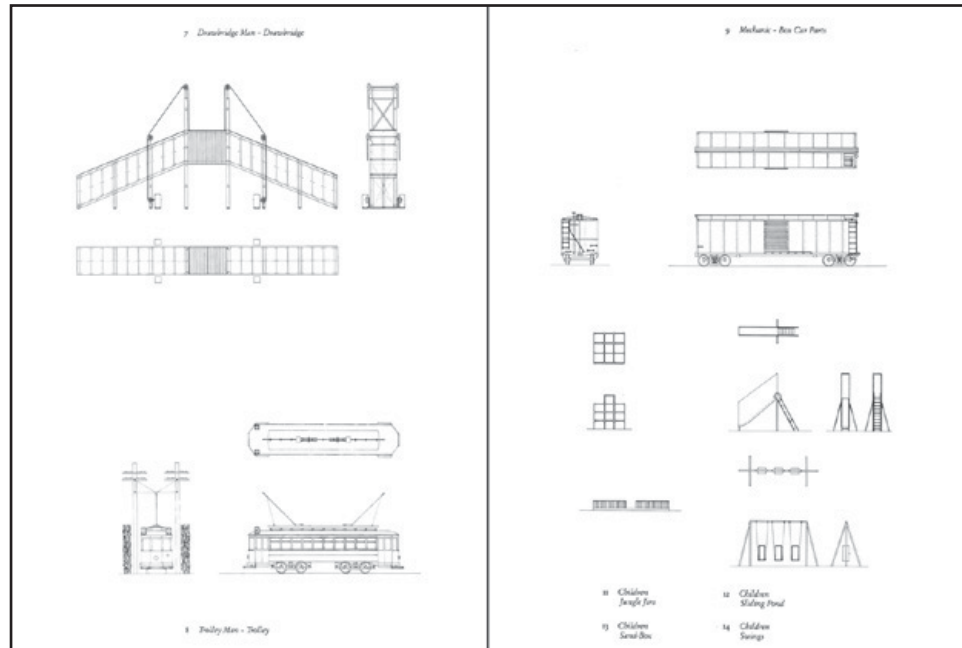 7 Drawbridge Man – Drawbridge
8 Trolley Man – Trolley
9 Mechanic – Box Car Parts
11 Children
Jungle Jim
12 Children
Sliding Pond
13 Children
Sand-Box
14 Children
Swings